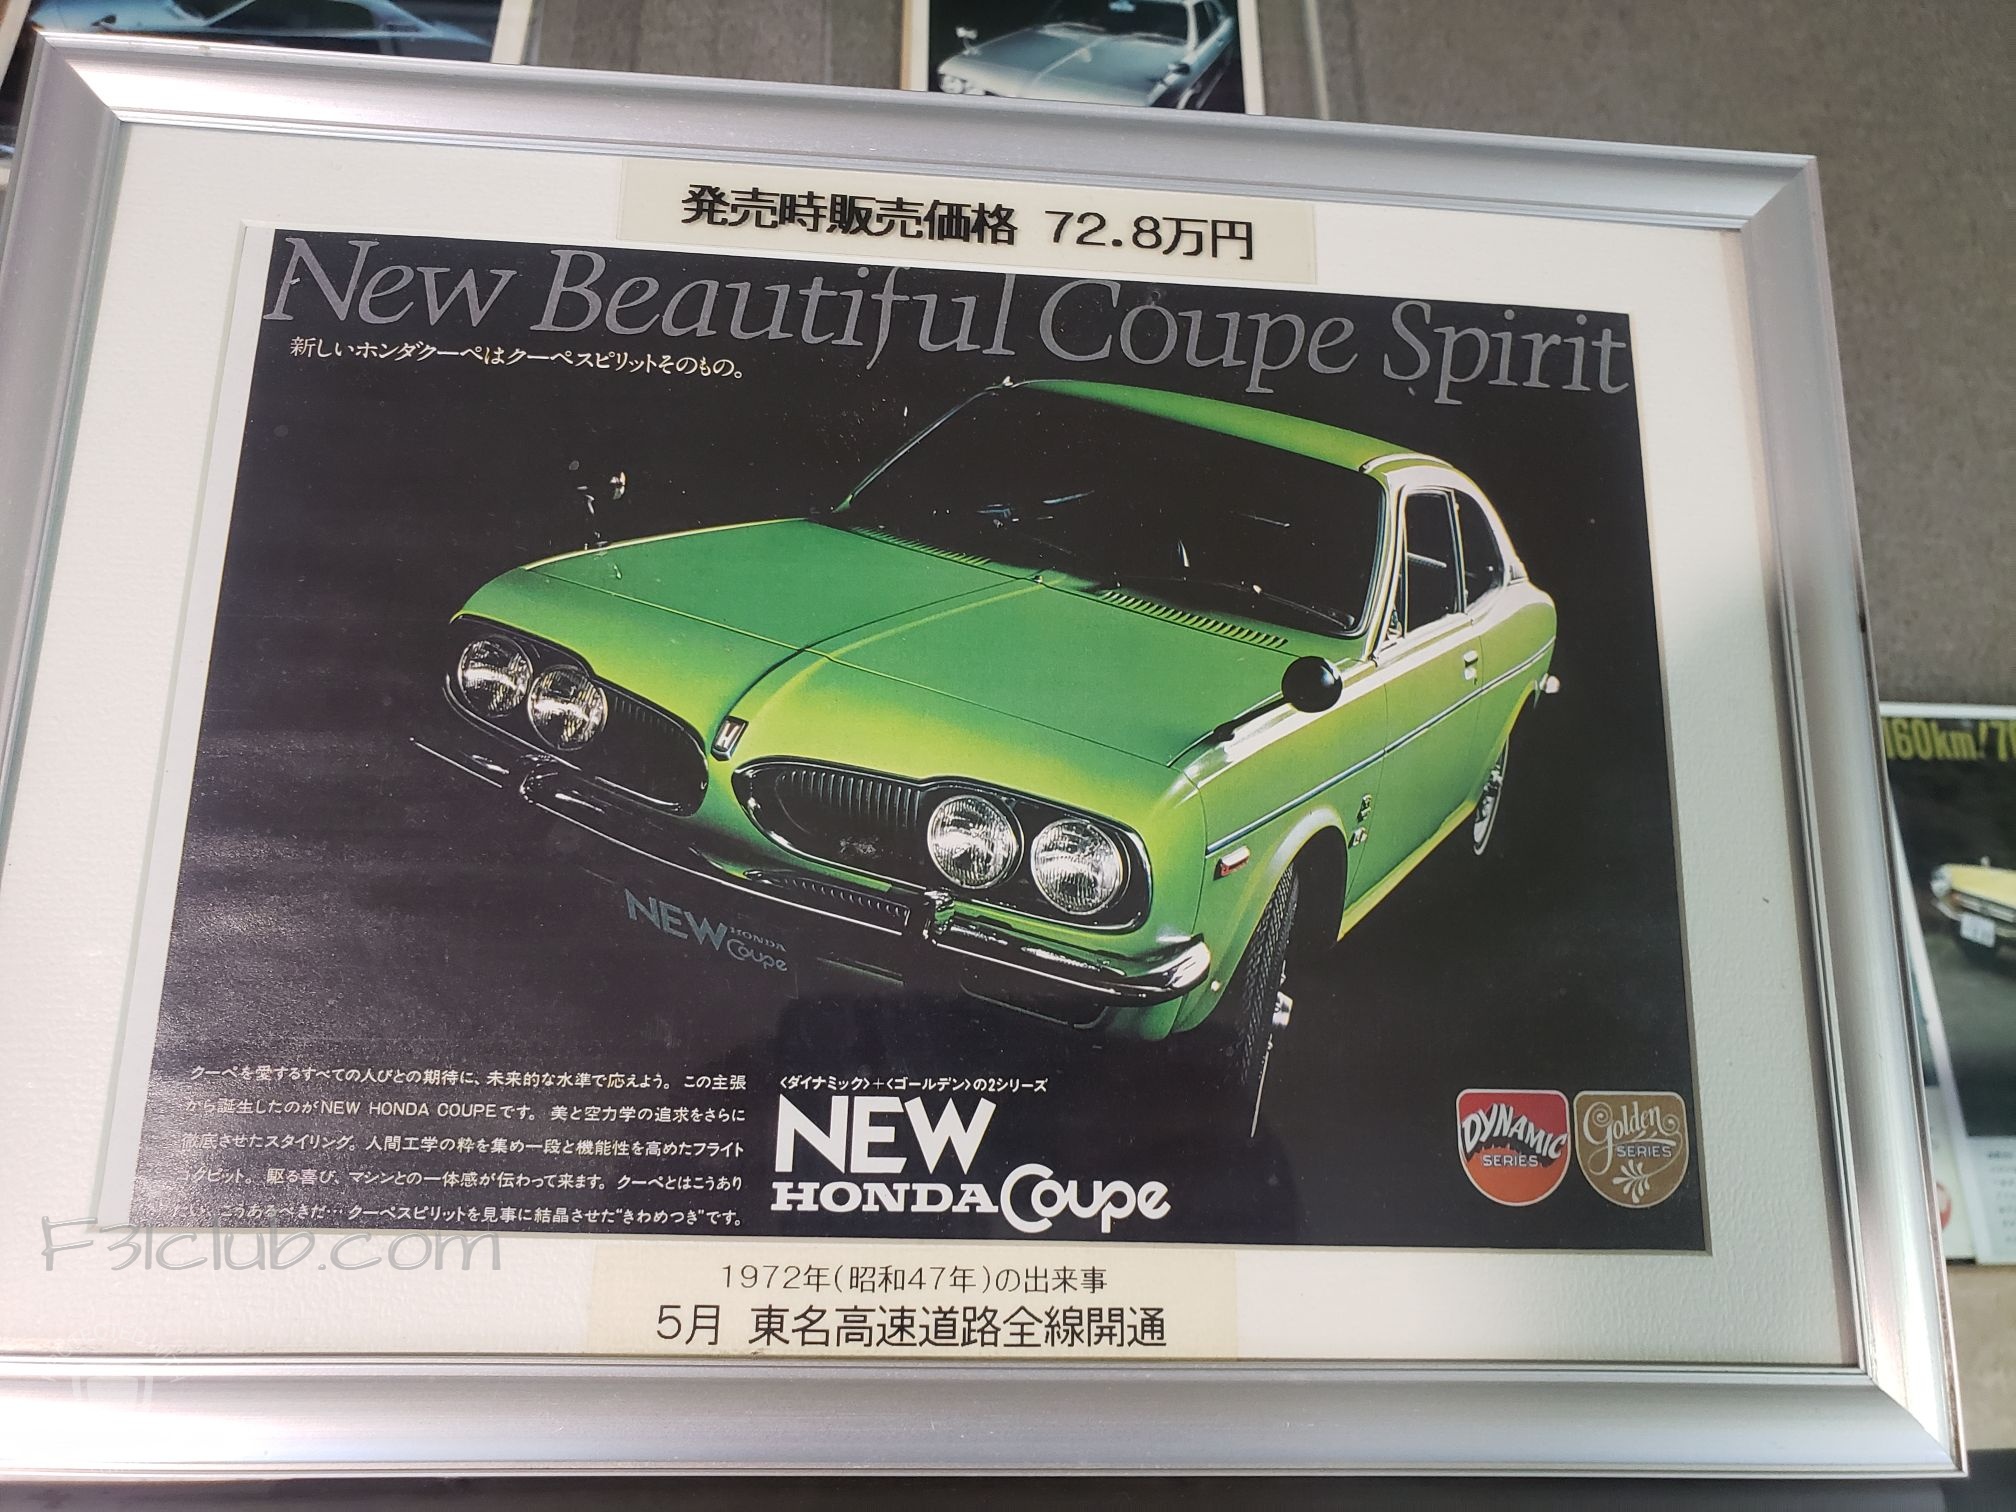 発売時販売価格 72.8万円
New Beautiful Coupe Spirit
新しいホンダクーペはクーペスピリットそのもの。
160km!
H
NEW HONDA Coupe
クーペを愛するすべての人びとの期待に、未来的な水準で応えよう。この主張
から誕生したのがNEW HONDA COUPEです。美と空力学の追求をさらに
徹底させたスタイリング。人間工学の粋を集め一段と機能性を高めたフライト
コクピット。駆る喜び、マシンとの一体感が伝わって来ます。クーペとはこうあり
たい、こうあるべきだ…クーペスピリットを見事に結晶させた“きわめつき”です。
〈ダイナミック〉+〈ゴールデン〉の2シリーズ
NEW
HONDA Coupe
DYNAMIC
SERIES
Golden
SERIES
F31club.com
1972年(昭和47年)の出来事
5月 東名高速道路全線開通